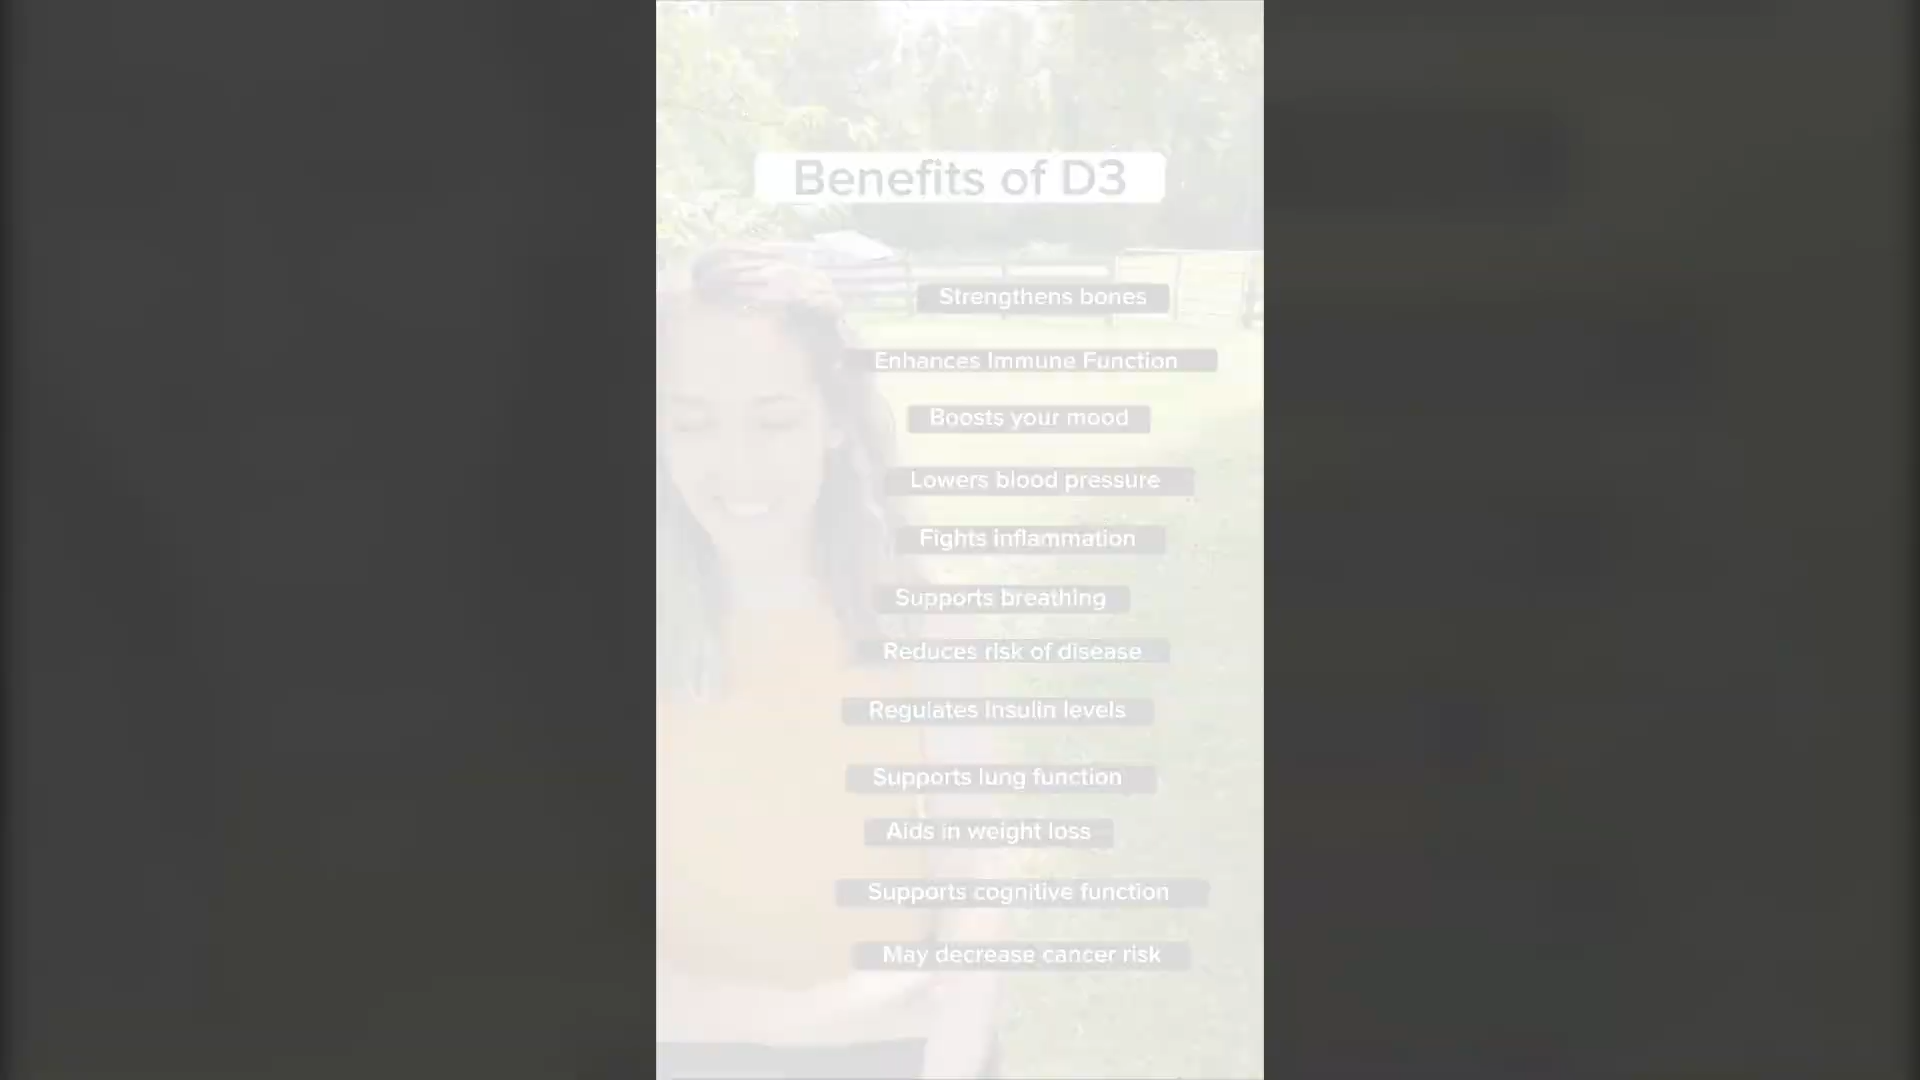 Benefits of D3
Strengthens bones
Enhances Immune Function
Boosts your mood
Lowers blood pressure
Fights inflammation
Supports breathing
Reduces risk of disease
Regulates Insulin levels
Supports lung function
Aids in weight loss
Supports cognitive function
May decrease cancer risk